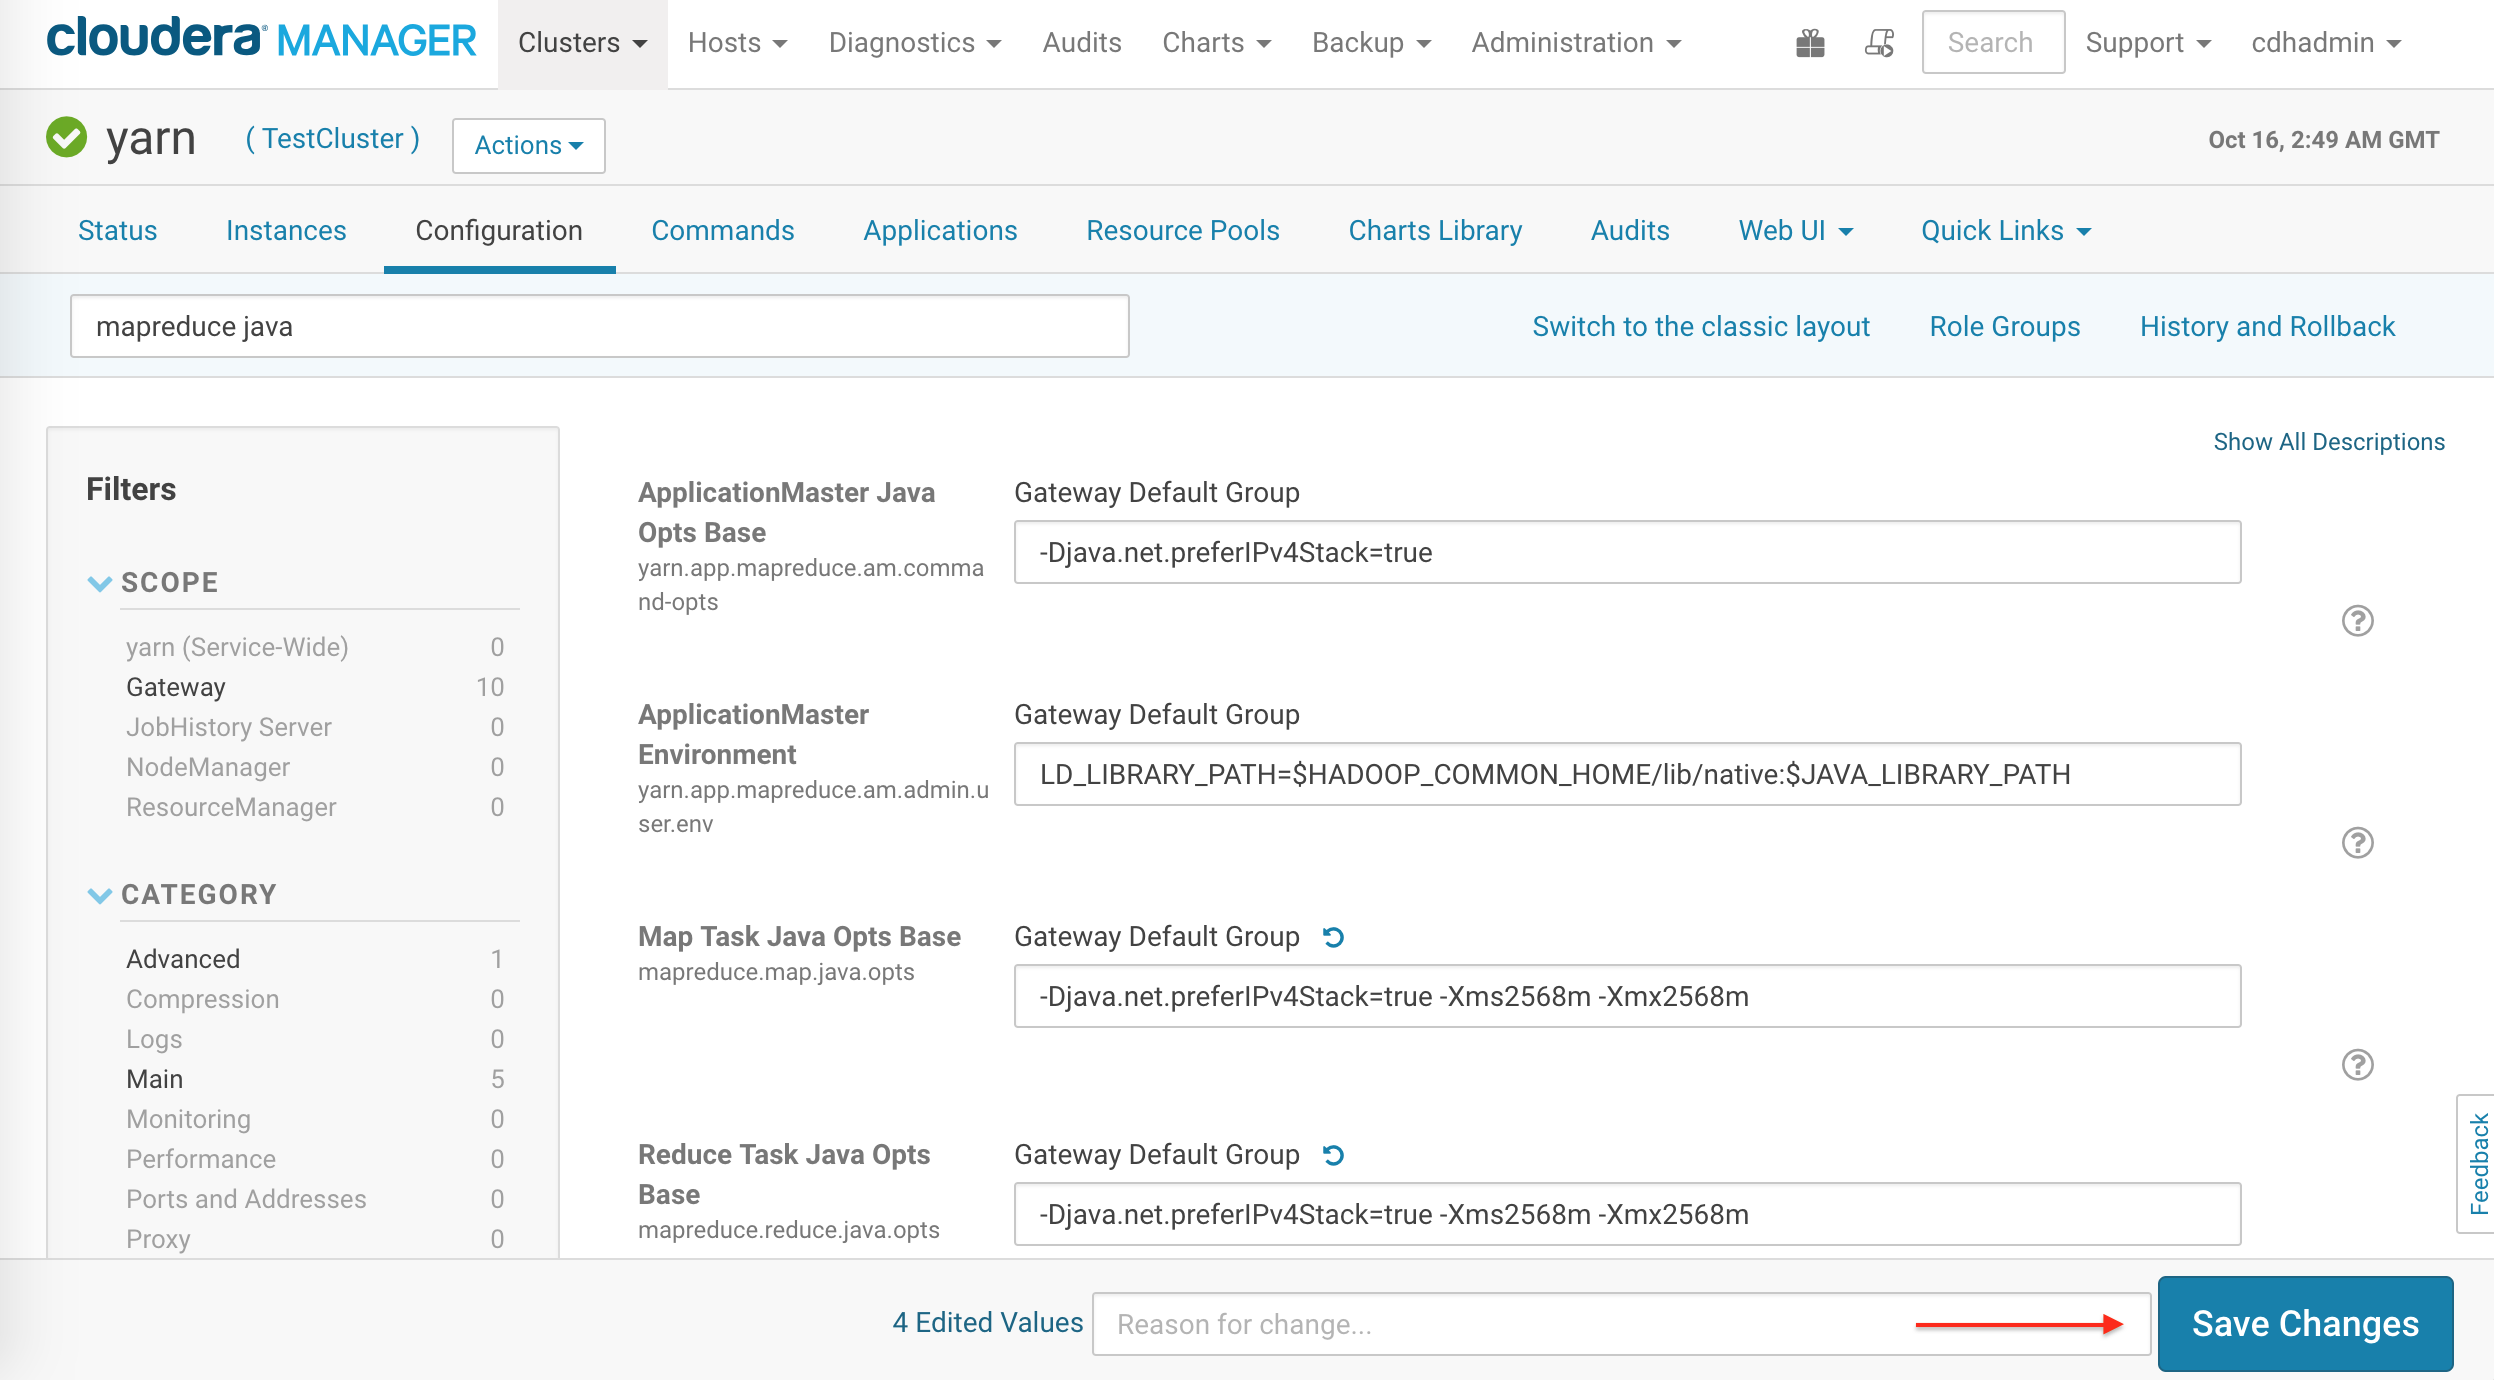 cloudera MANAGER
Clusters Hosts Diagnostics Audits Charts Backup Administration Search Support cdhadmin
yarn ( TestCluster ) Actions Oct 16, 2:49 AM GMT
Status Instances Configuration Commands Applications Resource Pools Charts Library Audits Web UI Quick Links
mapreduce java Switch to the classic layout Role Groups History and Rollback
Show All Descriptions
Filters
SCOPE
yarn (Service-Wide) 0
Gateway 10
JobHistory Server 0
NodeManager 0
ResourceManager 0
CATEGORY
Advanced 1
Compression 0
Logs 0
Main 5
Monitoring 0
Performance 0
Ports and Addresses 0
Proxy 0
ApplicationMaster Java
Opts Base
yarn.app.mapreduce.am.comma
nd-opts
Gateway Default Group
-Djava.net.preferIPv4Stack=true
?
ApplicationMaster
Environment
yarn.app.mapreduce.am.admin.u
ser.env
Gateway Default Group
LD_LIBRARY_PATH=$HADOOP_COMMON_HOME/lib/native:$JAVA_LIBRARY_PATH
?
Map Task Java Opts Base
mapreduce.map.java.opts
Gateway Default Group
-Djava.net.preferIPv4Stack=true -Xms2568m -Xmx2568m
?
Reduce Task Java Opts
Base
mapreduce.reduce.java.opts
Gateway Default Group
-Djava.net.preferIPv4Stack=true -Xms2568m -Xmx2568m
Feedback
4 Edited Values Reason for change... Save Changes